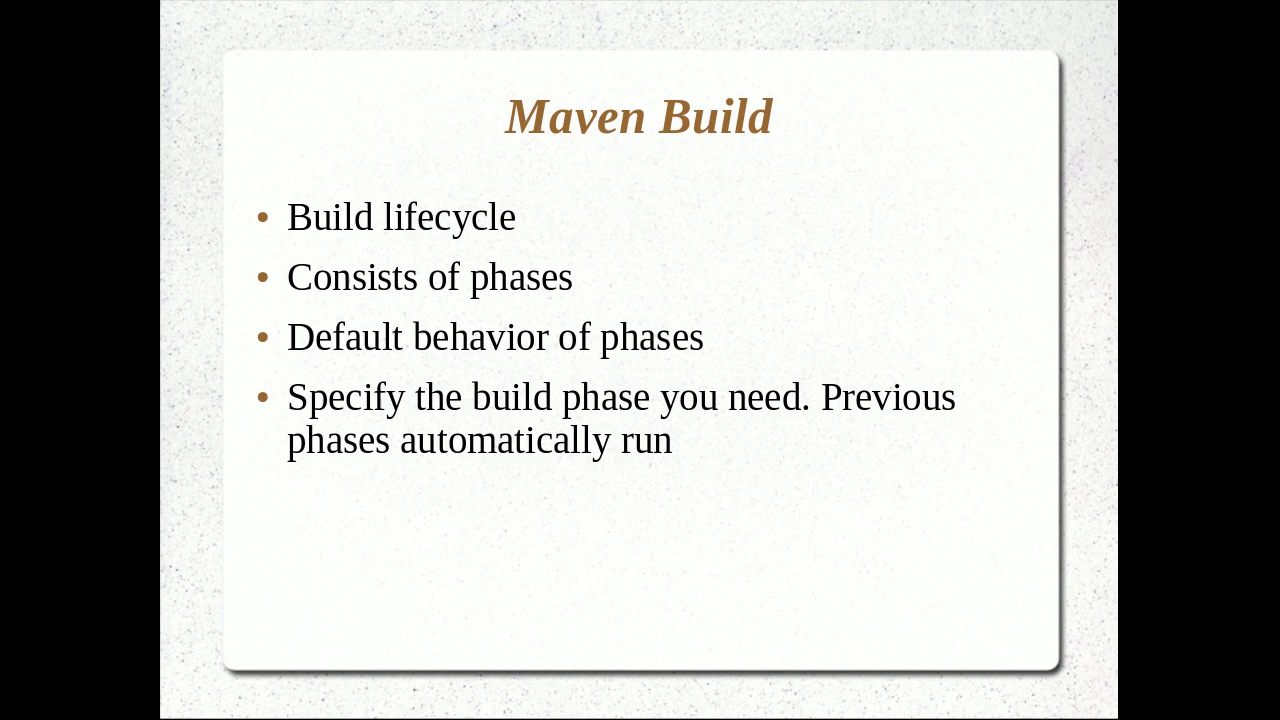 Maven Build
• Build lifecycle
• Consists of phases
• Default behavior of phases
• Specify the build phase you need. Previous
phases automatically run